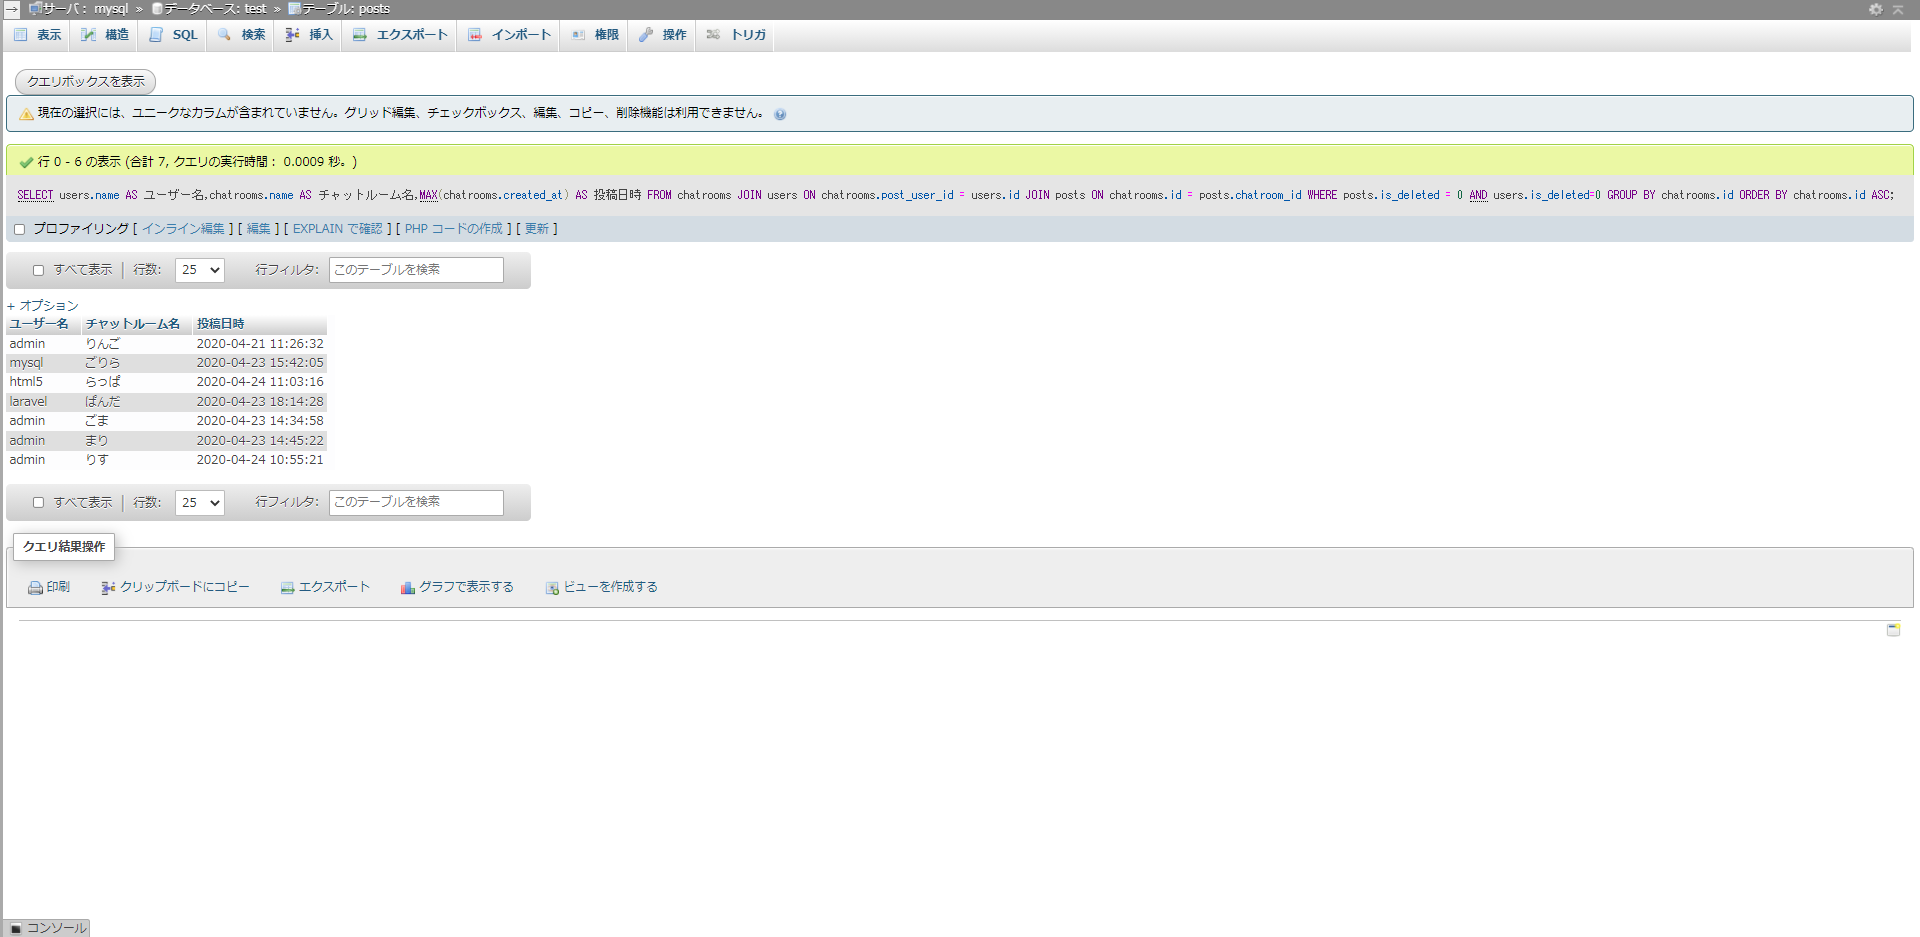 サーバ： mysql » データベース: test » テーブル: posts
表示 構造 SQL 検索 挿入 エクスポート インポート 権限 操作 トリガ
クエリボックスを表示
現在の選択には、ユニークなカラムが含まれていません。グリッド編集、チェックボックス、編集、コピー、削除機能は利用できません。
行 0 - 6 の表示 (合計 7, クエリの実行時間： 0.0009 秒。)
SELECT users.name AS ユーザー名,chatrooms.name AS チャットルーム名,MAX(chatrooms.created_at) AS 投稿日時 FROM chatrooms JOIN users ON chatrooms.post_user_id = users.id JOIN posts ON chatrooms.id = posts.chatroom_id WHERE posts.is_deleted = 0 AND users.is_deleted=0 GROUP BY chatrooms.id ORDER BY chatrooms.id ASC;
プロファイリング [ インライン編集 ] [ 編集 ] [ EXPLAIN で確認 ] [ PHP コードの作成 ] [ 更新 ]
すべて表示 行数: 25 行フィルタ: このテーブルを検索
+ オプション
ユーザー名 チャットルーム名 投稿日時
admin りんご 2020-04-21 11:26:32
mysql ごりら 2020-04-23 15:42:05
html5 らっぱ 2020-04-24 11:03:16
laravel ぱんだ 2020-04-23 18:14:28
admin ごま 2020-04-23 14:34:58
admin まり 2020-04-23 14:45:22
admin りす 2020-04-24 10:55:21
すべて表示 行数: 25 行フィルタ: このテーブルを検索
クエリ結果操作
印刷 クリップボードにコピー エクスポート グラフで表示する ビューを作成する
コンソール